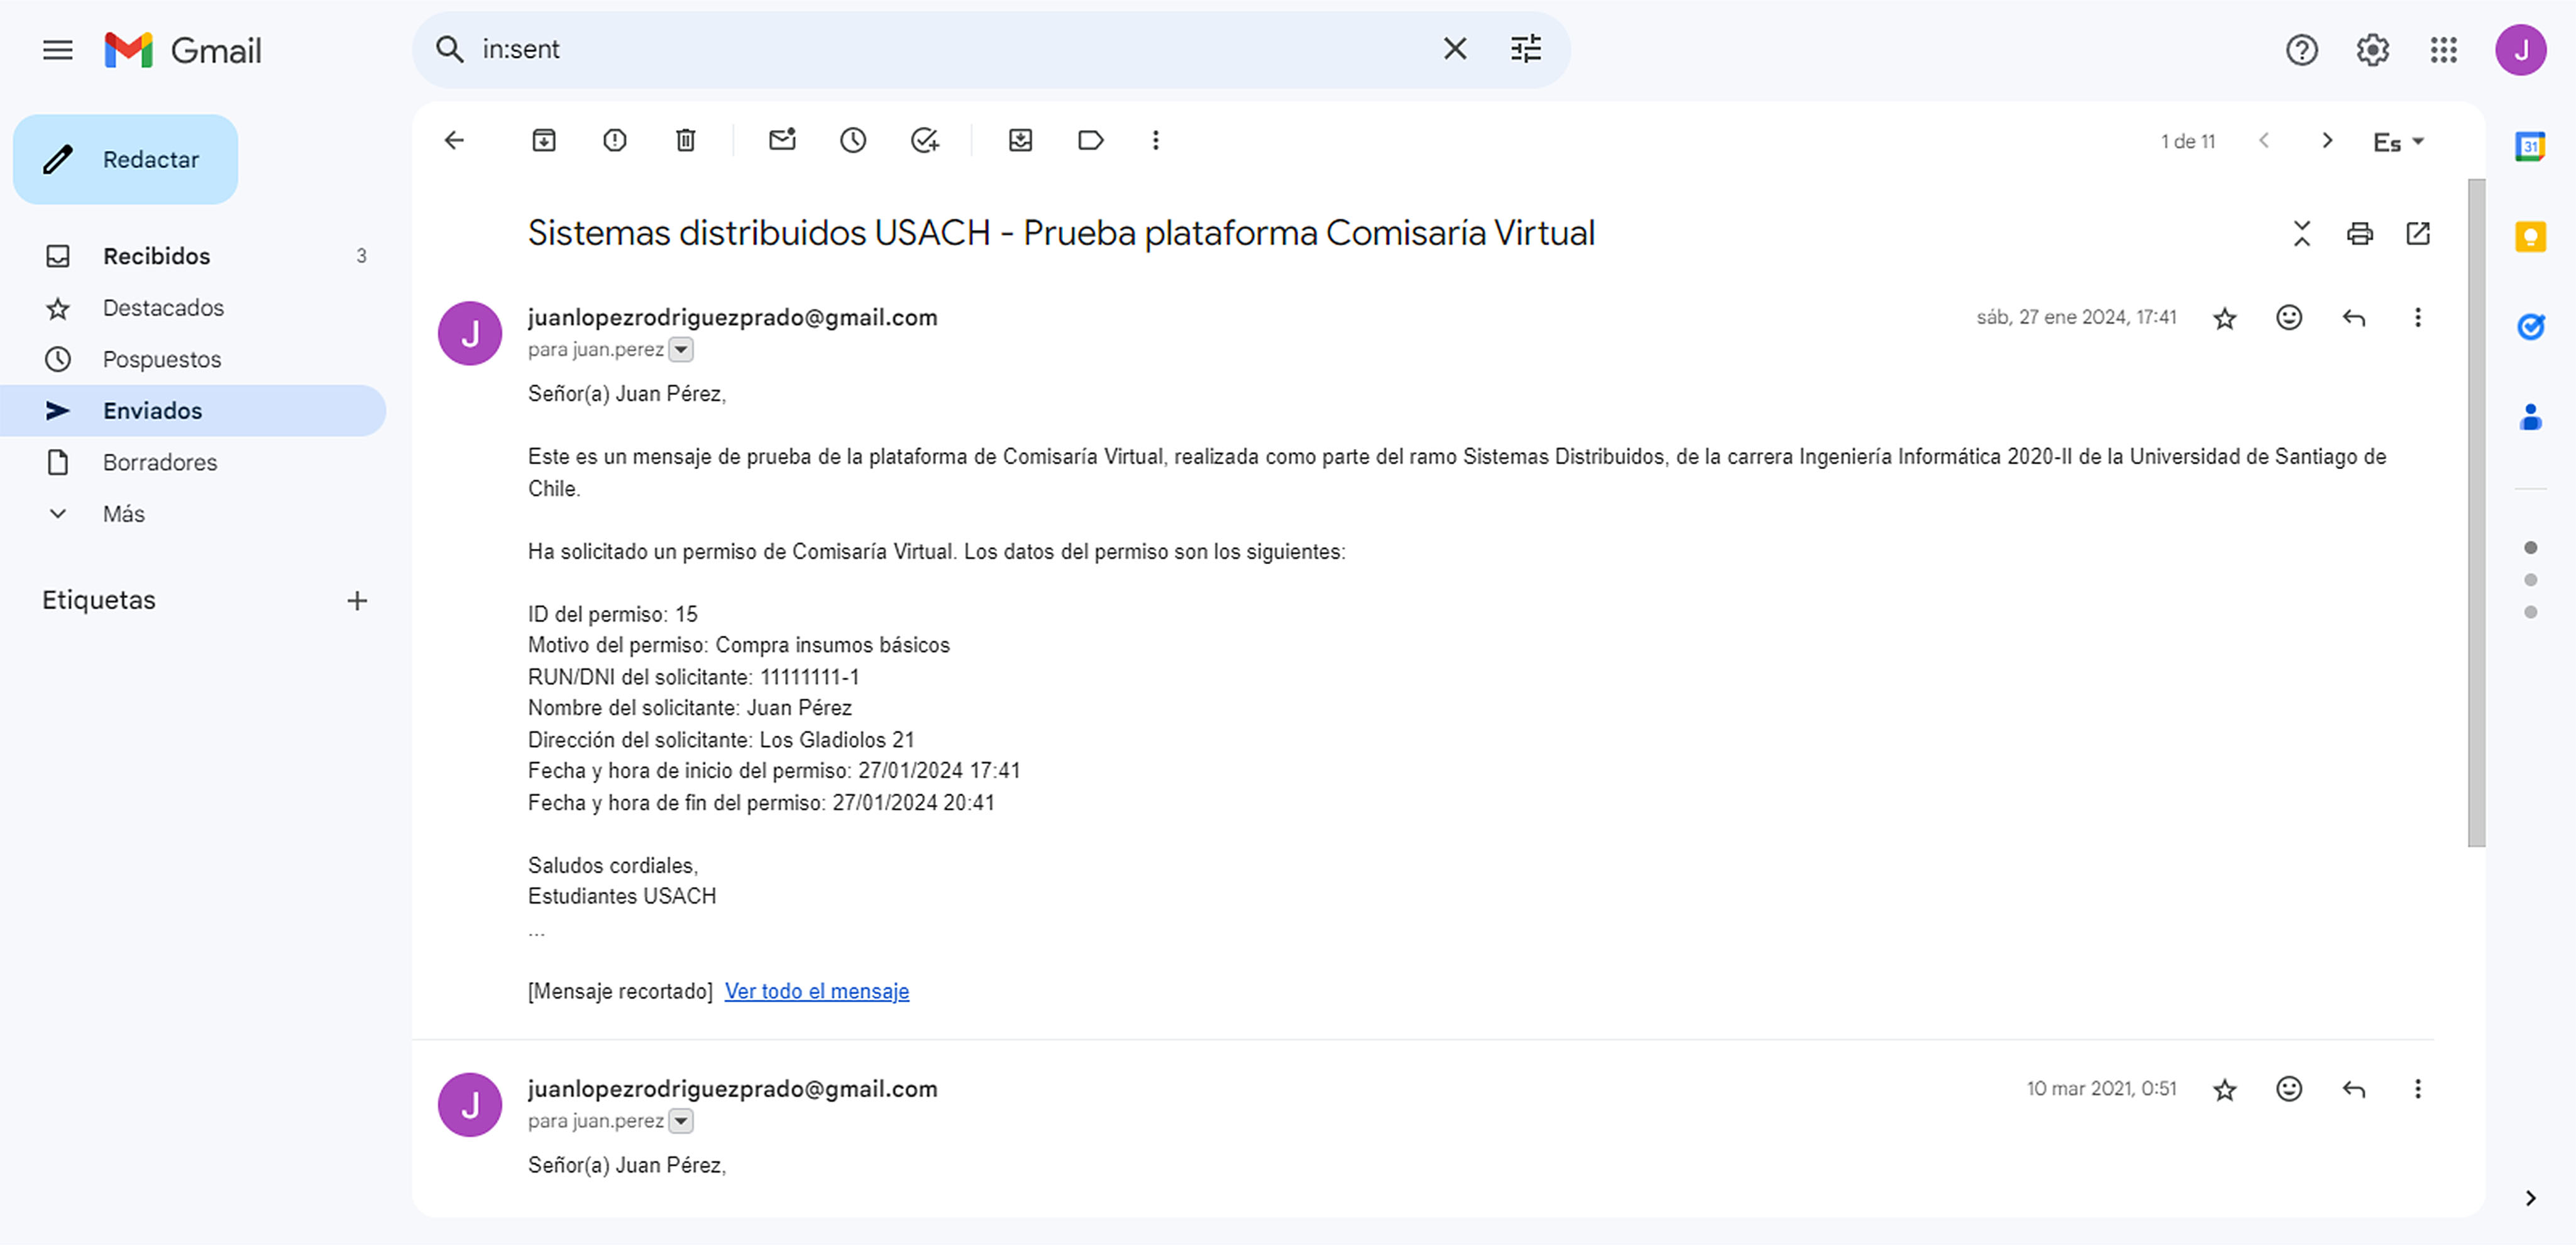 Gmail
in:sent
Redactar
Recibidos 3
Destacados
Pospuestos
Enviados
Borradores
Más
Etiquetas
1 de 11
Es
31
Sistemas distribuidos USACH - Prueba plataforma Comisaría Virtual
J
juanlopezrodriguezprado@gmail.com
sáb, 27 ene 2024, 17:41
para juan.perez
Señor(a) Juan Pérez,
Este es un mensaje de prueba de la plataforma de Comisaría Virtual, realizada como parte del ramo Sistemas Distribuidos, de la carrera Ingeniería Informática 2020-II de la Universidad de Santiago de
Chile.
Ha solicitado un permiso de Comisaría Virtual. Los datos del permiso son los siguientes:
ID del permiso: 15
Motivo del permiso: Compra insumos básicos
RUN/DNI del solicitante: 11111111-1
Nombre del solicitante: Juan Pérez
Dirección del solicitante: Los Gladiolos 21
Fecha y hora de inicio del permiso: 27/01/2024 17:41
Fecha y hora de fin del permiso: 27/01/2024 20:41
Saludos cordiales,
Estudiantes USACH
...
[Mensaje recortado] Ver todo el mensaje
J
juanlopezrodriguezprado@gmail.com
10 mar 2021, 0:51
para juan.perez
Señor(a) Juan Pérez,
J